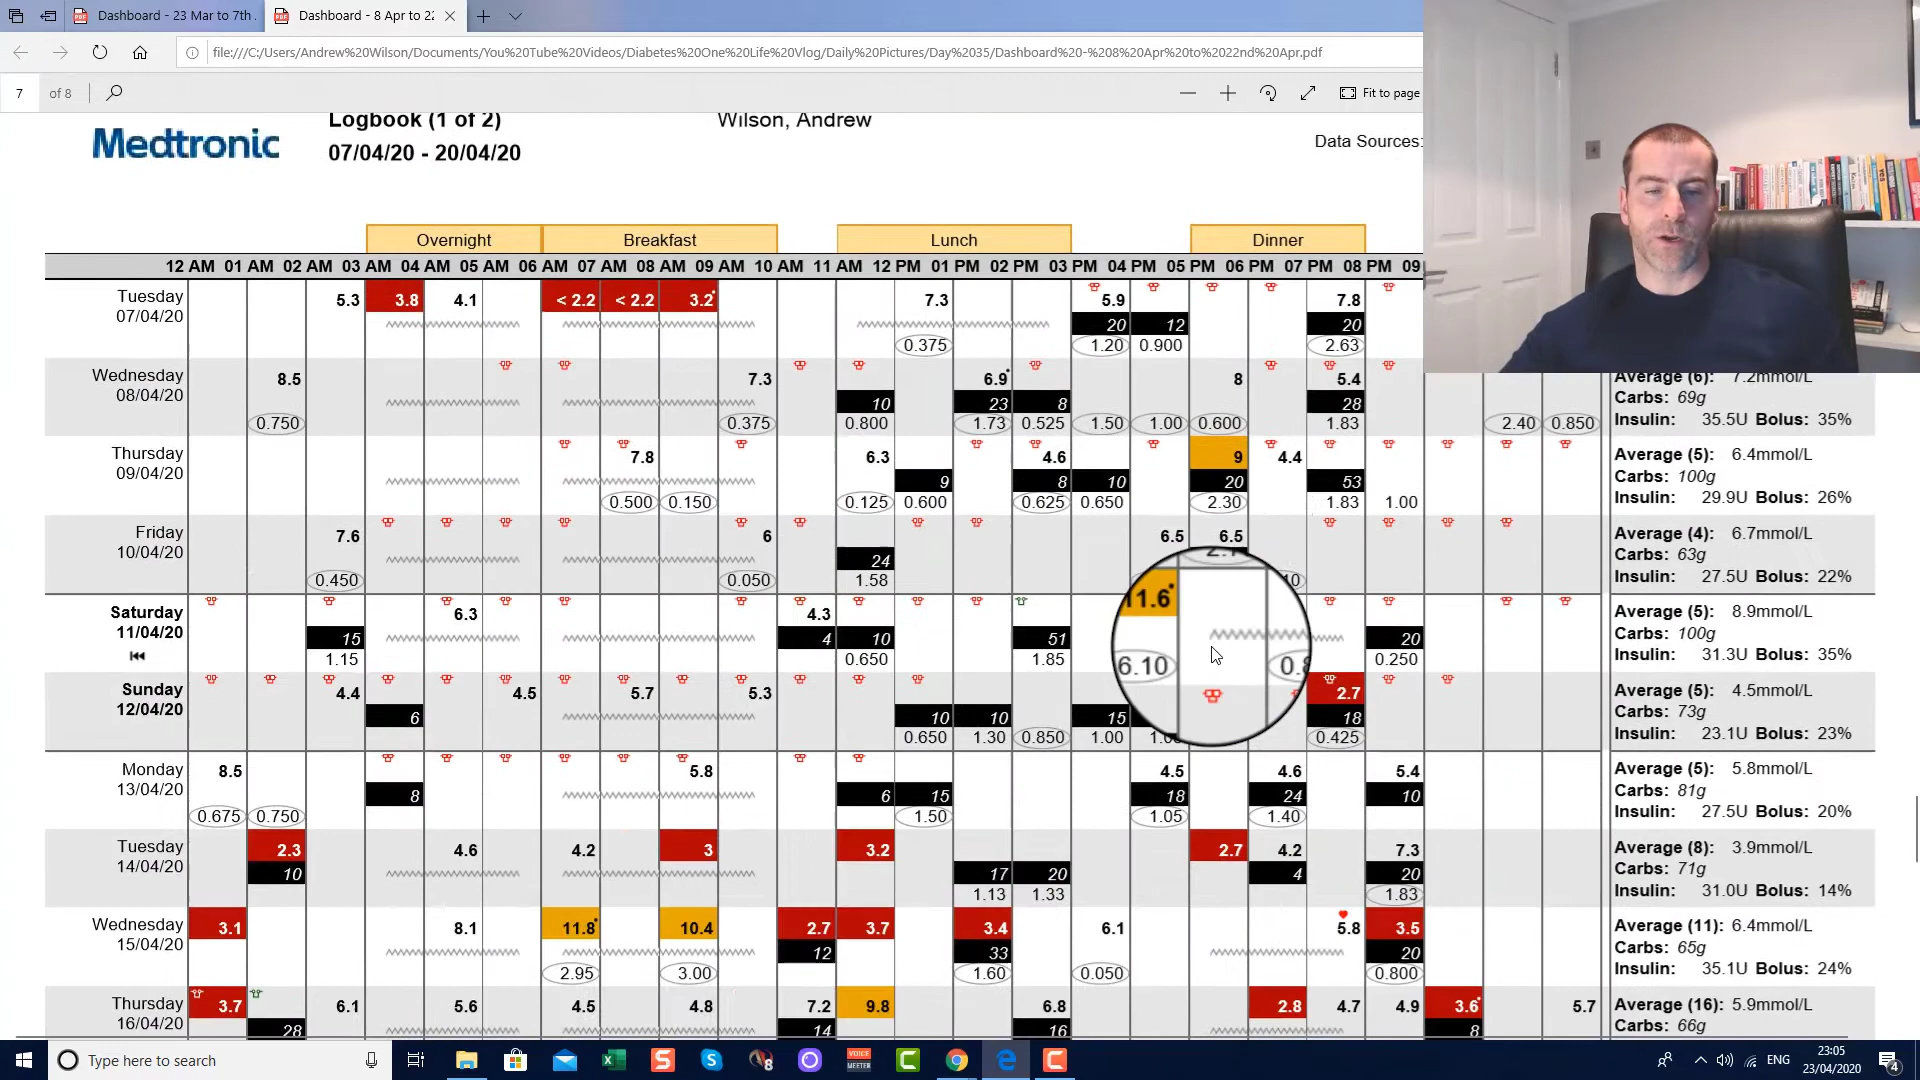 Dashboard - 23 Mar to 7th
Dashboard - 8 Apr to 22
file:///C:/Users/Andrew%20Wilson/Documents/You%20Tube%20Videos/Diabetes%20One%20Life%20Vlog/Daily%20Pictures/Day%2035/Dashboard%20-%208%20Apr%20to%2022nd%20Apr.pdf
7 of 8
Fit to page
Medtronic
Logbook (1 of 2)
07/04/20 - 20/04/20
Wilson, Andrew
Data Sources:
Overnight Breakfast Lunch Dinner
12 AM 01 AM 02 AM 03 AM 04 AM 05 AM 06 AM 07 AM 08 AM 09 AM 10 AM 11 AM 12 PM 01 PM 02 PM 03 PM 04 PM 05 PM 06 PM 07 PM 08 PM 09
Tuesday 5.3 3.8 4.1 < 2.2 < 2.2 3.2 7.3 5.9 7.8
07/04/20 20 12 20
0.375 1.20 0.900 2.63
Wednesday 8.5 7.3 6.9 8 5.4 Average (6): 7.2mmol/L
08/04/20 10 23 8 28 Carbs: 69g
0.750 0.375 0.800 1.73 0.525 1.50 1.00 0.600 1.83 2.40 0.850 Insulin: 35.5U Bolus: 35%
Thursday 7.8 6.3 4.6 9 4.4 Average (5): 6.4mmol/L
09/04/20 9 8 10 20 53 Carbs: 100g
0.500 0.150 0.125 0.600 0.625 0.650 2.30 1.83 1.00 Insulin: 29.9U Bolus: 26%
Friday 7.6 6 6.5 6.5 Average (4): 6.7mmol/L
10/04/20 24 Carbs: 63g
0.450 0.050 1.58 Insulin: 27.5U Bolus: 22%
Saturday 6.3 4.3 11.6 Average (5): 8.9mmol/L
11/04/20 15 4 10 51 20 Carbs: 100g
1.15 0.650 1.85 6.10 0.250 Insulin: 31.3U Bolus: 35%
Sunday 4.4 4.5 5.7 5.3 2.7 Average (5): 4.5mmol/L
12/04/20 6 10 10 15 18 Carbs: 73g
0.650 1.30 0.850 1.00 0.425 Insulin: 23.1U Bolus: 23%
Monday 8.5 5.8 4.5 4.6 5.4 Average (5): 5.8mmol/L
13/04/20 8 6 15 18 24 10 Carbs: 81g
0.675 0.750 1.50 1.05 1.40 Insulin: 27.5U Bolus: 20%
Tuesday 2.3 4.6 4.2 3 3.2 2.7 4.2 7.3 Average (8): 3.9mmol/L
14/04/20 10 17 20 4 20 Carbs: 71g
1.13 1.33 1.83 Insulin: 31.0U Bolus: 14%
Wednesday 3.1 8.1 11.8 10.4 2.7 3.7 3.4 6.1 5.8 3.5 Average (11): 6.4mmol/L
15/04/20 12 33 20 Carbs: 65g
2.95 3.00 1.60 0.050 0.800 Insulin: 35.1U Bolus: 24%
Thursday 3.7 6.1 5.6 4.5 4.8 7.2 9.8 6.8 2.8 4.7 4.9 3.6 5.7 Average (16): 5.9mmol/L
16/04/20 28 14 16 8 Carbs: 66g
Type here to search
VOICE MEETER
ENG
23:05
23/04/2020
4